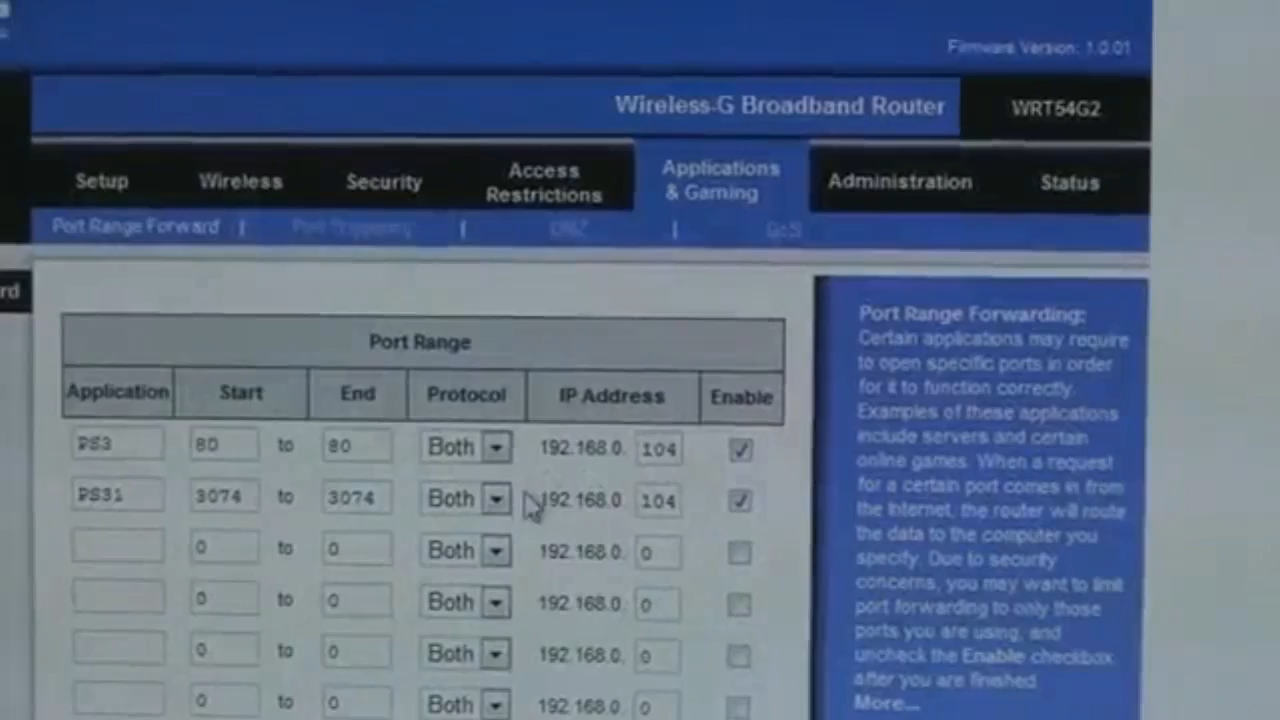 Firmware Version: 1.0.01
Wireless-G Broadband Router WRT54G2
Setup Wireless Security Access Restrictions Applications & Gaming Administration Status
Port Range Forward | Port Triggering | DMZ | QoS
rd
Port Range
Application Start End Protocol IP Address Enable
PS3 80 to 80 Both 192.168.0. 104
PS31 3074 to 3074 Both 192.168.0. 104
0 to 0 Both 192.168.0. 0
0 to 0 Both 192.168.0. 0
0 to 0 Both 192.168.0. 0
0 to 0 Both 192.168.0. 0
Port Range Forwarding:
Certain applications may require
to open specific ports in order
for it to function correctly.
Examples of these applications
include servers and certain
online games. When a request
for a certain port comes in from
the Internet, the router will route
the data to the computer you
specify. Due to security
concerns, you may want to limit
port forwarding to only those
ports you are using, and
uncheck the Enable checkbox
after you are finished.
More...